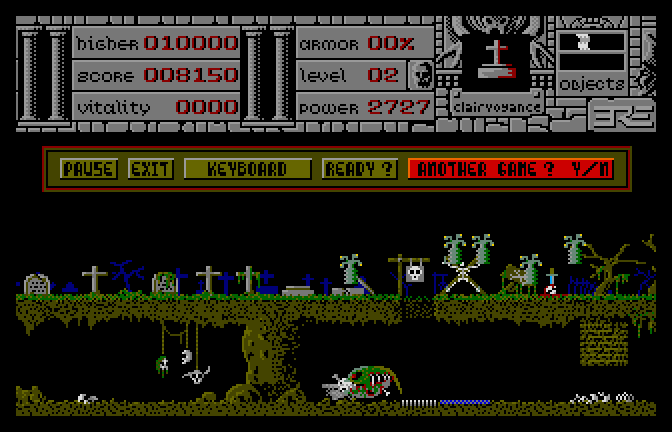 higher 010000
armor 00%
score 008150
level 02
vitality 0000
power 2727
clairvoyance
objects
ERE
PAUSE EXIT KEYBOARD READY ? ANOTHER GAME ? Y/N